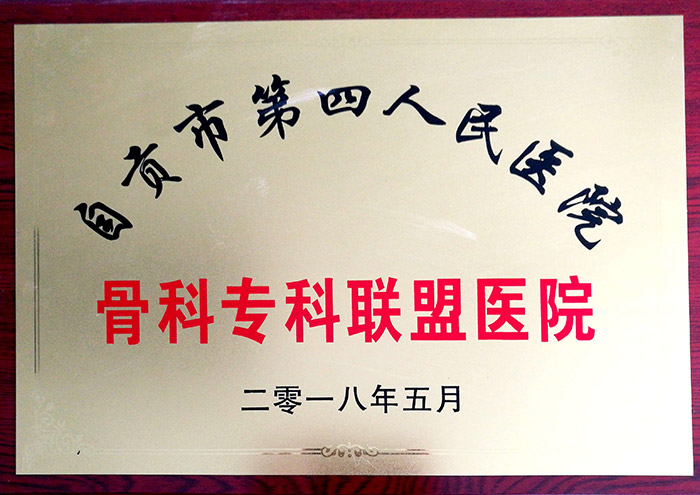 自贡市第四人民医院
骨科专科联盟医院
二零一八年五月